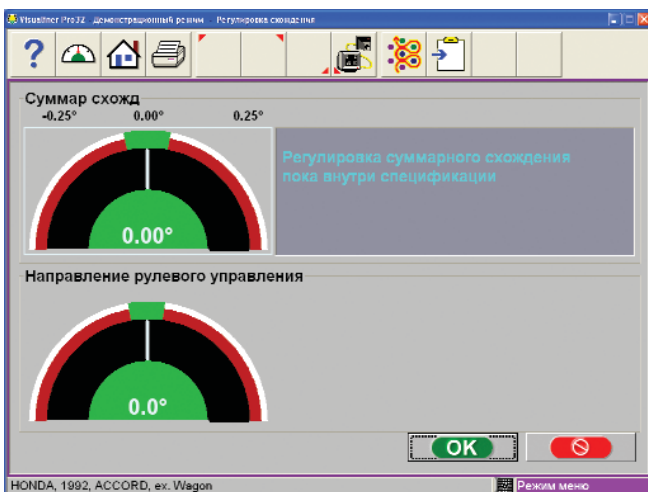 Visualiner Pro32 Демонстрационный режим - Регулировка схождения
?
Суммар схожд
-0.25° 0.00° 0.25°
Регулировка суммарного схождения
пока внутри спецификации
0.00°
Направление рулевого управления
0.0°
OK
HONDA, 1992, ACCORD, ex. Wagon
Режим меню